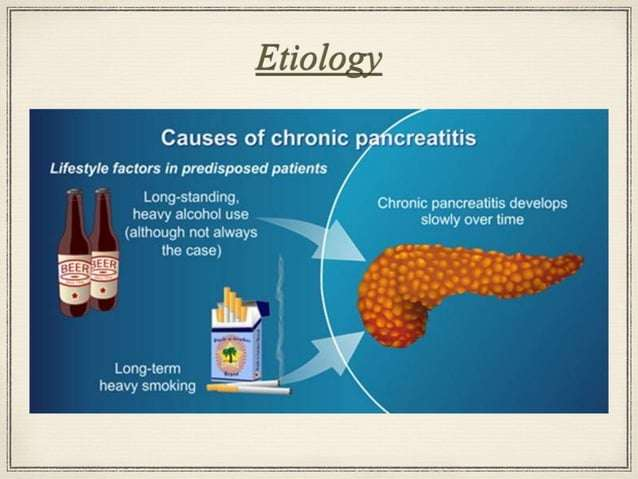 Etiology
Causes of chronic pancreatitis
Lifestyle factors in predisposed patients
Long-standing,
heavy alcohol use
(although not always
the case)
BEER
BEER
Chronic pancreatitis develops
slowly over time
Long-term
heavy smoking